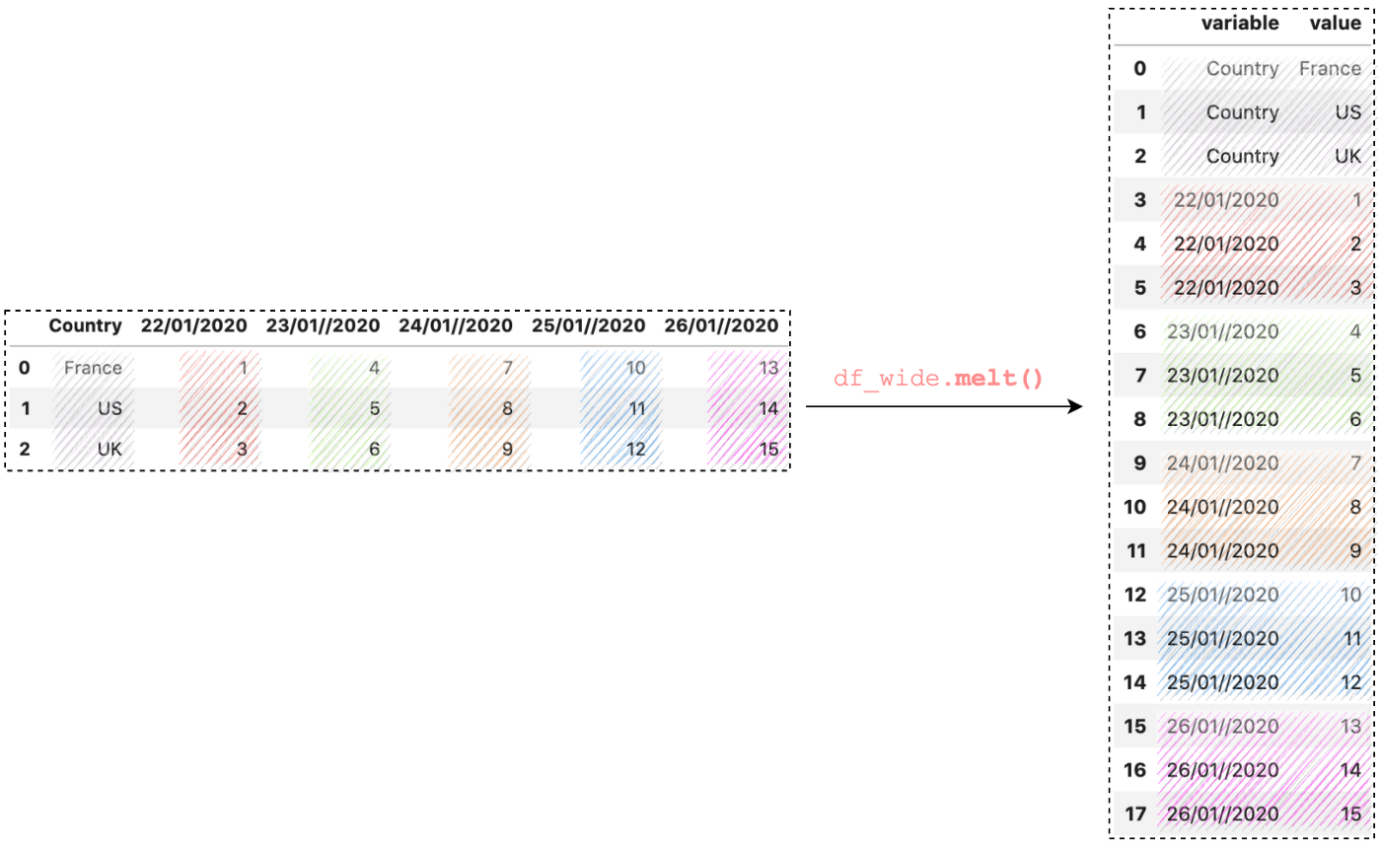 Country 22/01/2020 23/01//2020 24/01//2020 25/01//2020 26/01//2020
0 France 1 4 7 10 13
1 US 2 5 8 11 14
2 UK 3 6 9 12 15
df_wide.melt()
variable value
0 Country France
1 Country US
2 Country UK
3 22/01/2020 1
4 22/01/2020 2
5 22/01/2020 3
6 23/01//2020 4
7 23/01//2020 5
8 23/01//2020 6
9 24/01//2020 7
10 24/01//2020 8
11 24/01//2020 9
12 25/01//2020 10
13 25/01//2020 11
14 25/01//2020 12
15 26/01//2020 13
16 26/01//2020 14
17 26/01//2020 15